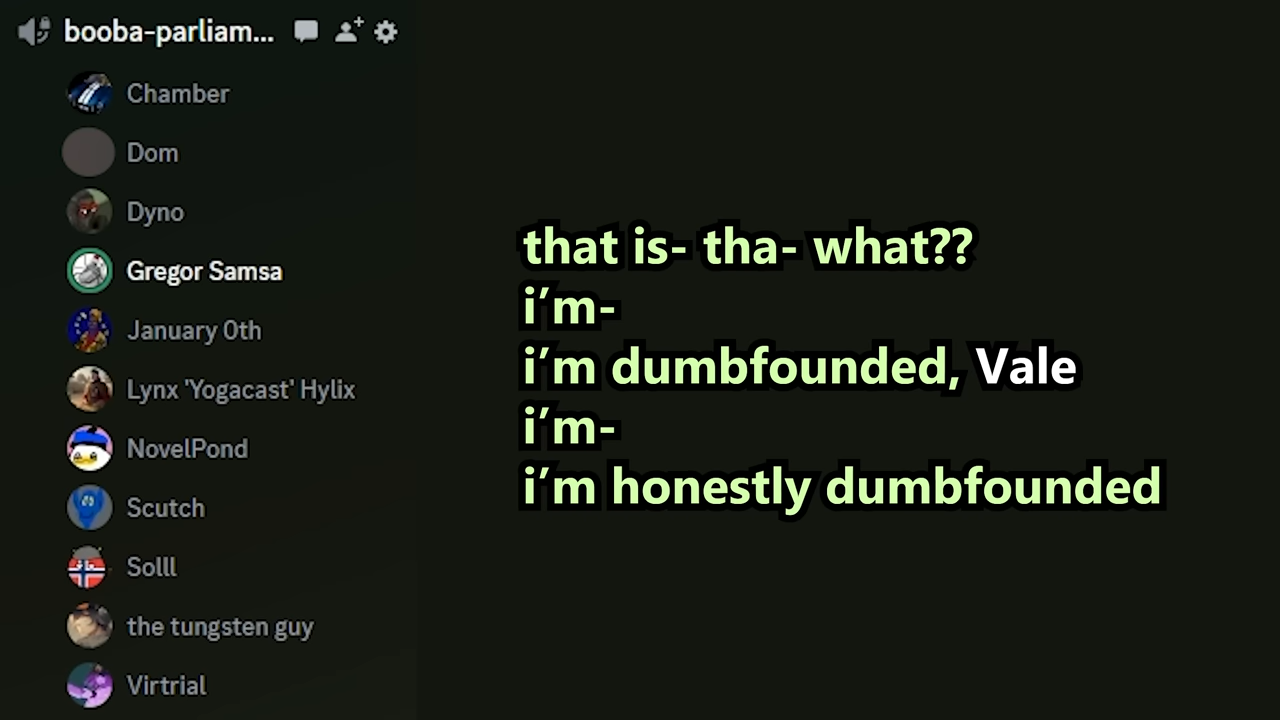 booba-parliam...
Chamber
Dom
Dyno
Gregor Samsa
January 0th
Lynx 'Yogacast' Hylix
NovelPond
Scutch
Solll
the tungsten guy
Virtrial
that is- tha- what??
i'm-
i'm dumbfounded, Vale
i'm-
i'm honestly dumbfounded